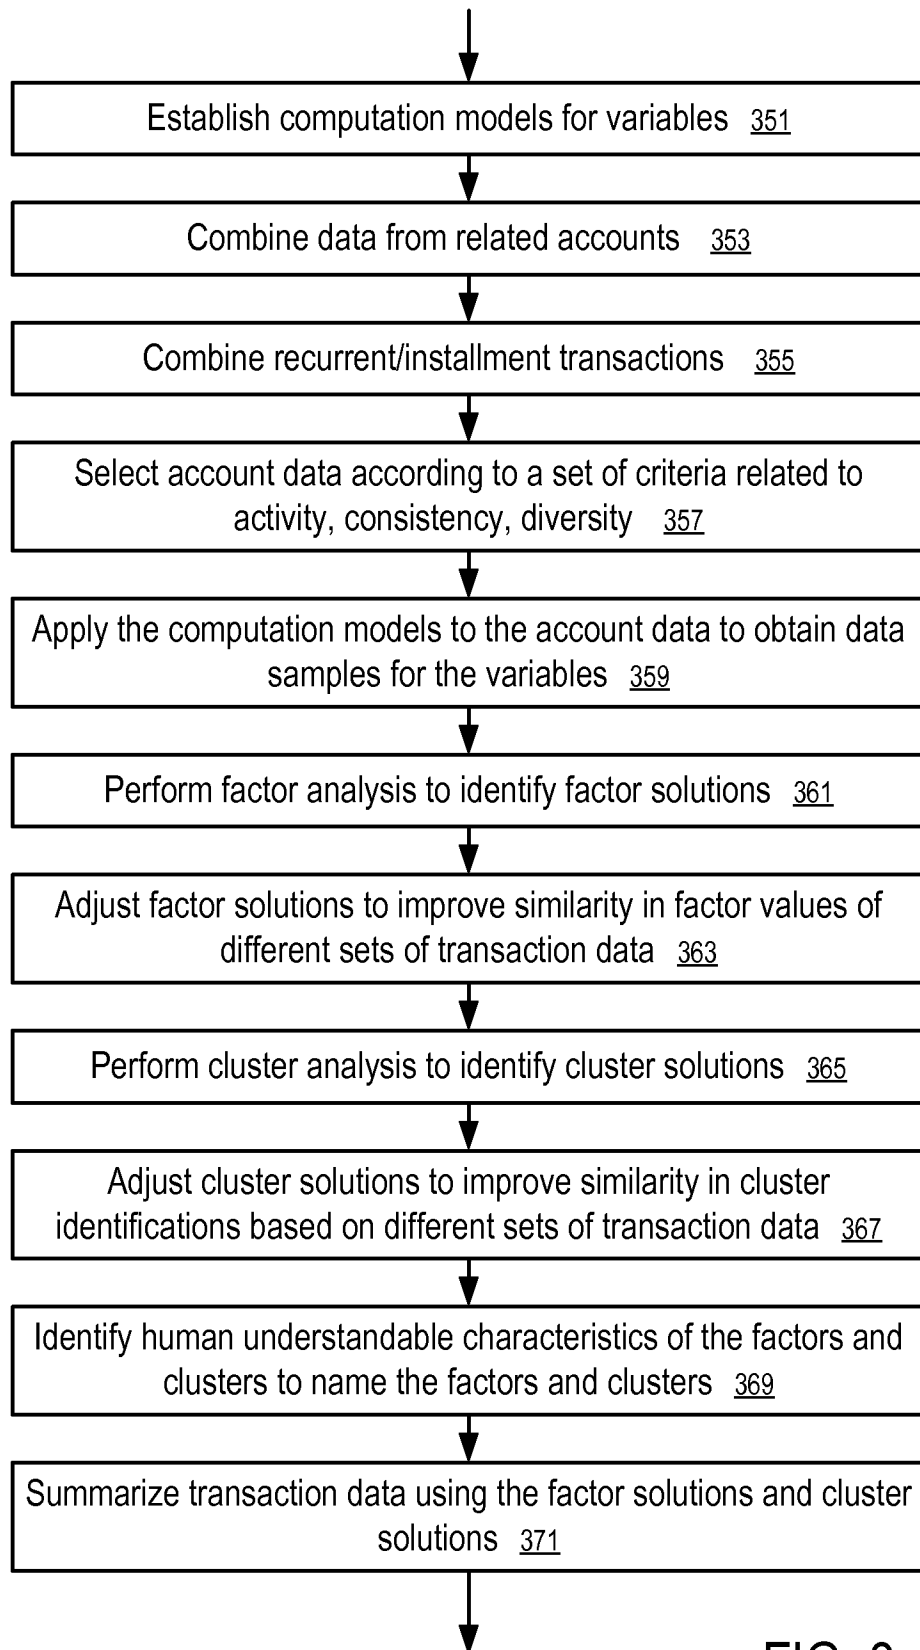 Establish computation models for variables 351
Combine data from related accounts 353
Combine recurrent/installment transactions 355
Select account data according to a set of criteria related to
activity, consistency, diversity 357
Apply the computation models to the account data to obtain data
samples for the variables 359
Perform factor analysis to identify factor solutions 361
Adjust factor solutions to improve similarity in factor values of
different sets of transaction data 363
Perform cluster analysis to identify cluster solutions 365
Adjust cluster solutions to improve similarity in cluster
identifications based on different sets of transaction data 367
Identify human understandable characteristics of the factors and
clusters to name the factors and clusters 369
Summarize transaction data using the factor solutions and cluster
solutions 371
FIG.